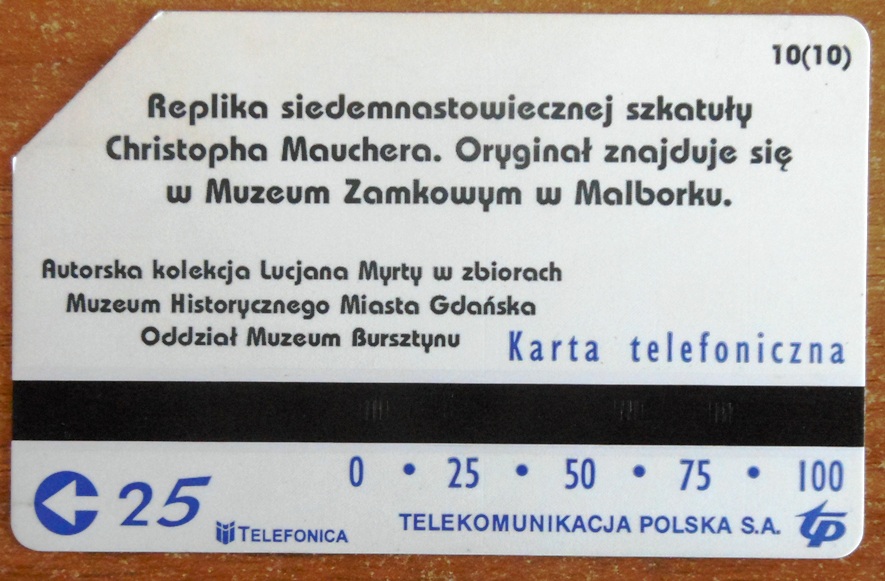 10(10)
Replika siedemnastowiecznej szkatuły
Christopha Mauchera. Oryginał znajduje się
w Muzeum Zamkowym w Malborku.
Autorska kolekcja Lucjana Myrty w zbiorach
Muzeum Historycznego Miasta Gdańska
Oddział Muzeum Bursztynu
Karta telefoniczna
0 • 25 • 50 • 75 • 100
25
TELEFONICA
TELEKOMUNIKACJA POLSKA S.A.
tp